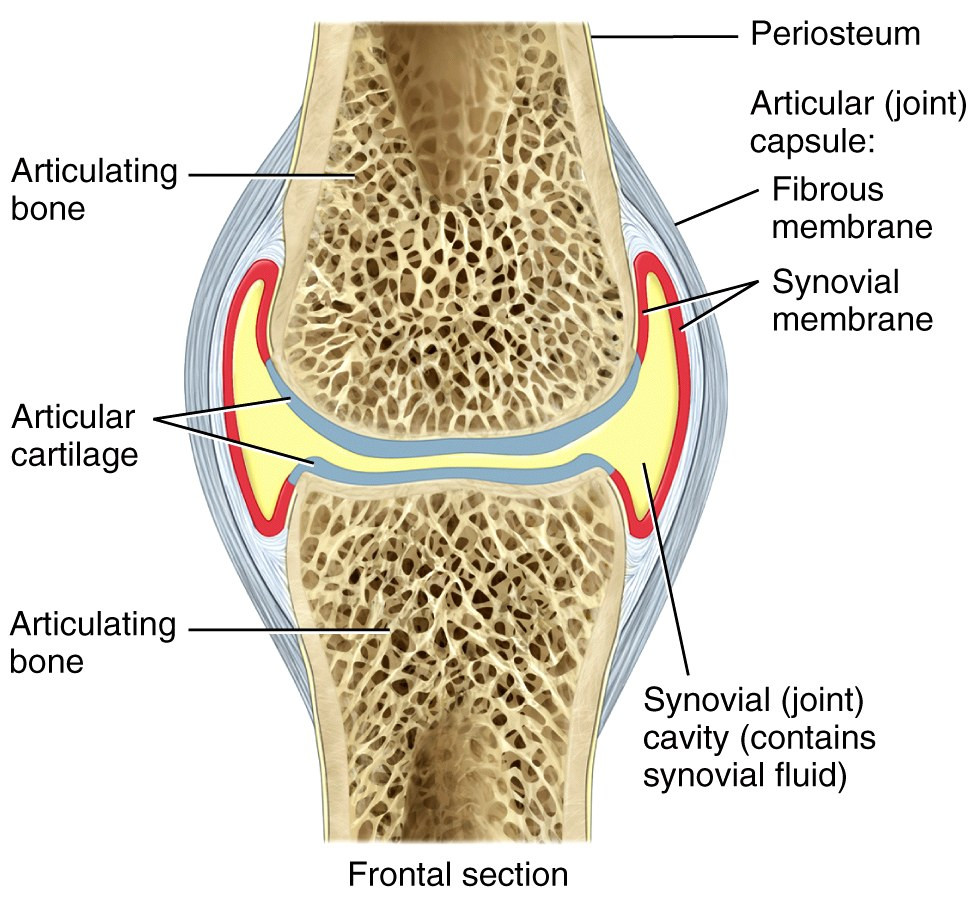 Periosteum
Articular (joint)
capsule:
Fibrous
membrane
Synovial
membrane
Articulating
bone
Articular
cartilage
Articulating
bone
Synovial (joint)
cavity (contains
synovial fluid)
Frontal section